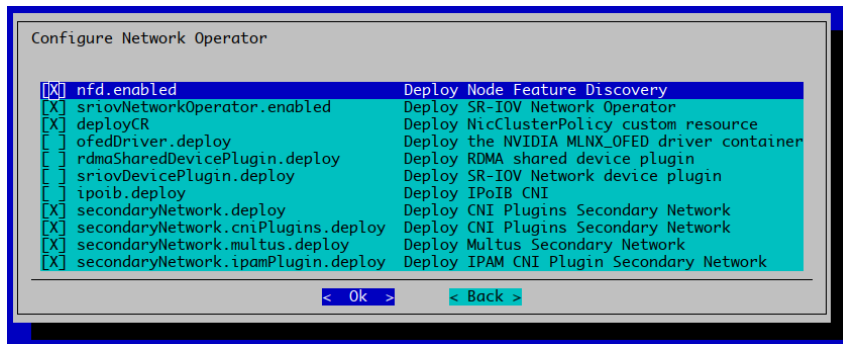 Configure Network Operator
[X] nfd.enabled Deploy Node Feature Discovery
[X] sriovNetworkOperator.enabled Deploy SR-IOV Network Operator
[X] deployCR Deploy NicClusterPolicy custom resource
[ ] ofedDriver.deploy Deploy the NVIDIA MLNX_OFED driver container
[ ] rdmaSharedDevicePlugin.deploy Deploy RDMA shared device plugin
[ ] sriovDevicePlugin.deploy Deploy SR-IOV Network device plugin
[ ] ipoib.deploy Deploy IPoIB CNI
[X] secondaryNetwork.deploy Deploy CNI Plugins Secondary Network
[X] secondaryNetwork.cniPlugins.deploy Deploy CNI Plugins Secondary Network
[X] secondaryNetwork.multus.deploy Deploy Multus Secondary Network
[X] secondaryNetwork.ipamPlugin.deploy Deploy IPAM CNI Plugin Secondary Network
< Ok > < Back >